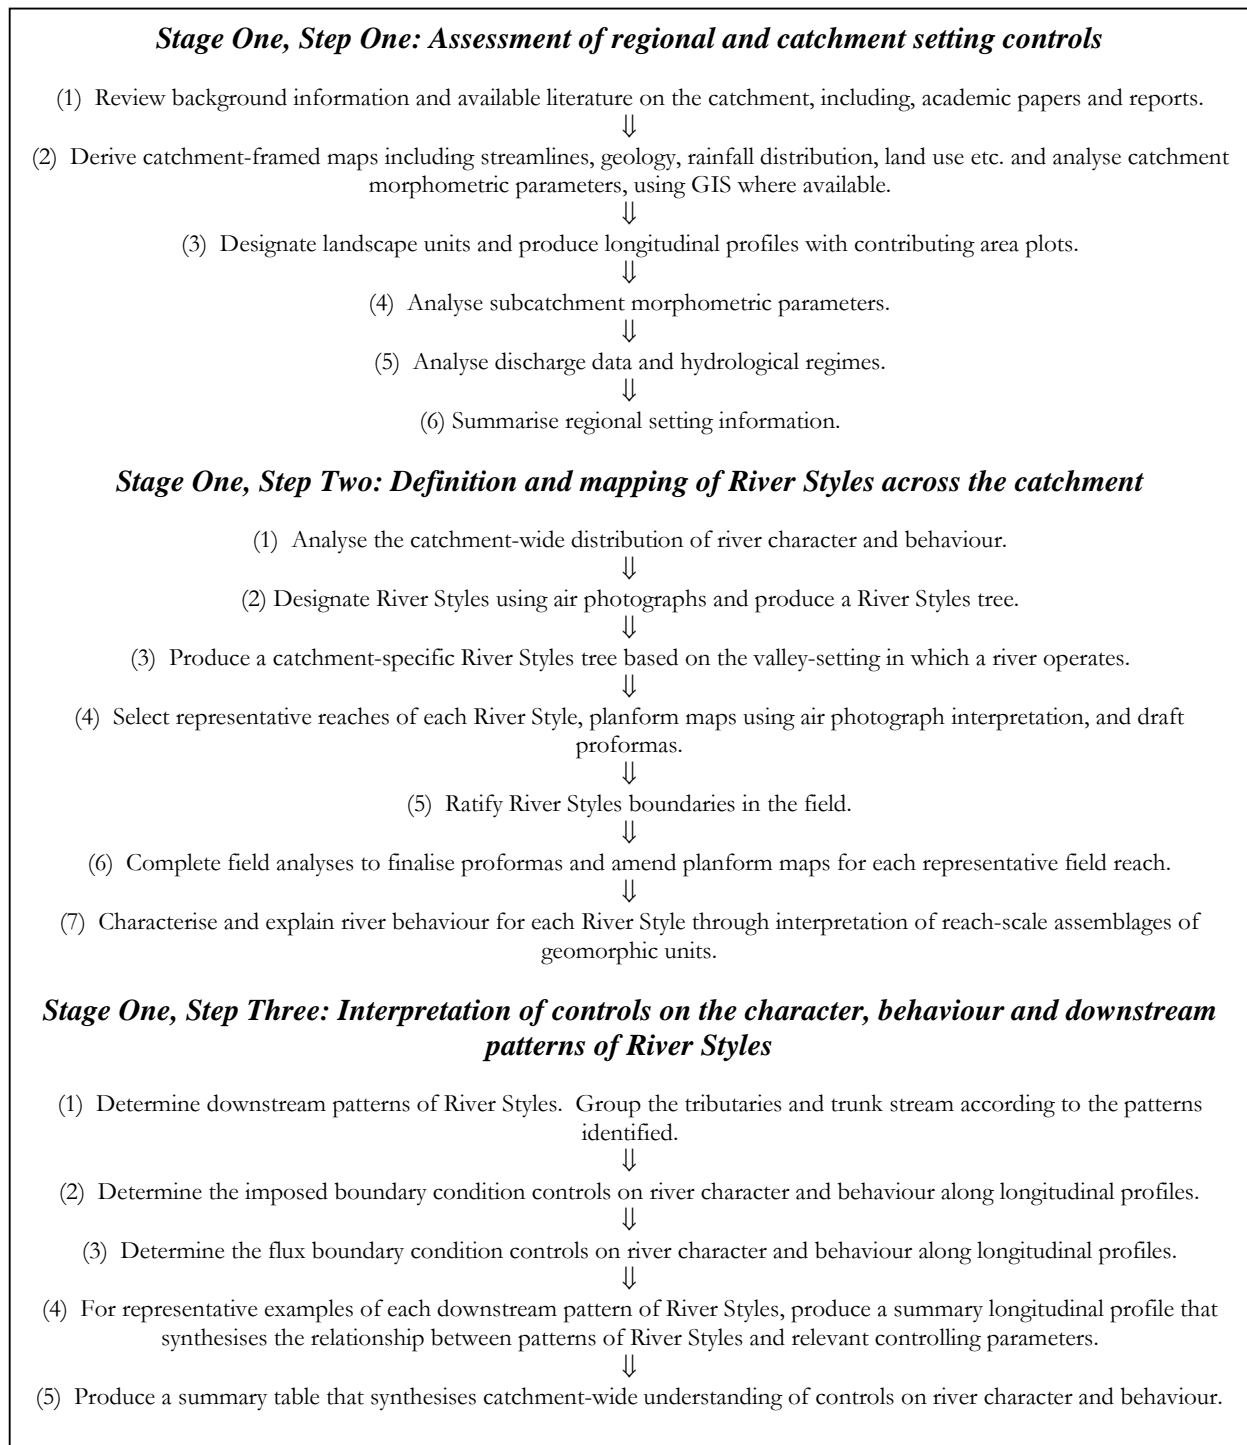 Stage One, Step One: Assessment of regional and catchment setting controls
(1) Review background information and available literature on the catchment, including, academic papers and reports.
⇓
(2) Derive catchment-framed maps including streamlines, geology, rainfall distribution, land use etc. and analyse catchment
morphometric parameters, using GIS where available.
⇓
(3) Designate landscape units and produce longitudinal profiles with contributing area plots.
⇓
(4) Analyse subcatchment morphometric parameters.
⇓
(5) Analyse discharge data and hydrological regimes.
⇓
(6) Summarise regional setting information.
Stage One, Step Two: Definition and mapping of River Styles across the catchment
(1) Analyse the catchment-wide distribution of river character and behaviour.
⇓
(2) Designate River Styles using air photographs and produce a River Styles tree.
⇓
(3) Produce a catchment-specific River Styles tree based on the valley-setting in which a river operates.
⇓
(4) Select representative reaches of each River Style, planform maps using air photograph interpretation, and draft
proformas.
⇓
(5) Ratify River Styles boundaries in the field.
⇓
(6) Complete field analyses to finalise proformas and amend planform maps for each representative field reach.
⇓
(7) Characterise and explain river behaviour for each River Style through interpretation of reach-scale assemblages of
geomorphic units.
Stage One, Step Three: Interpretation of controls on the character, behaviour and downstream
patterns of River Styles
(1) Determine downstream patterns of River Styles. Group the tributaries and trunk stream according to the patterns
identified.
⇓
(2) Determine the imposed boundary condition controls on river character and behaviour along longitudinal profiles.
⇓
(3) Determine the flux boundary condition controls on river character and behaviour along longitudinal profiles.
⇓
(4) For representative examples of each downstream pattern of River Styles, produce a summary longitudinal profile that
synthesises the relationship between patterns of River Styles and relevant controlling parameters.
⇓
(5) Produce a summary table that synthesises catchment-wide understanding of controls on river character and behaviour.